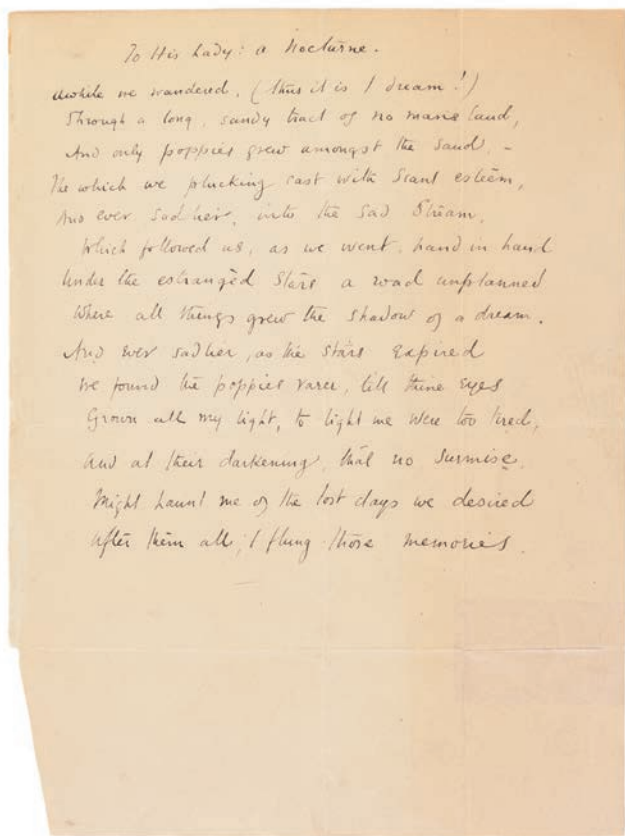 To His Lady: a Nocturne.
Awhile we wandered, (thus it is I dream!)
Through a long, sandy tract of no mans land,
And only poppies grew amongst the sand, -
The which we plucking cast with scant esteem,
And ever sadlier, into the sad stream,
Which followed us, as we went, hand in hand
Under the estrangèd stars a road unplanned
Where all things grew the shadow of a dream.
And ever sadlier, as the stars expired
We found the poppies rarer, till thine eyes
Grown all my light, to light me were too tired,
And at their darkening, that no surmise
Might haunt me of the lost days we desired
After them all, I flung those memories.